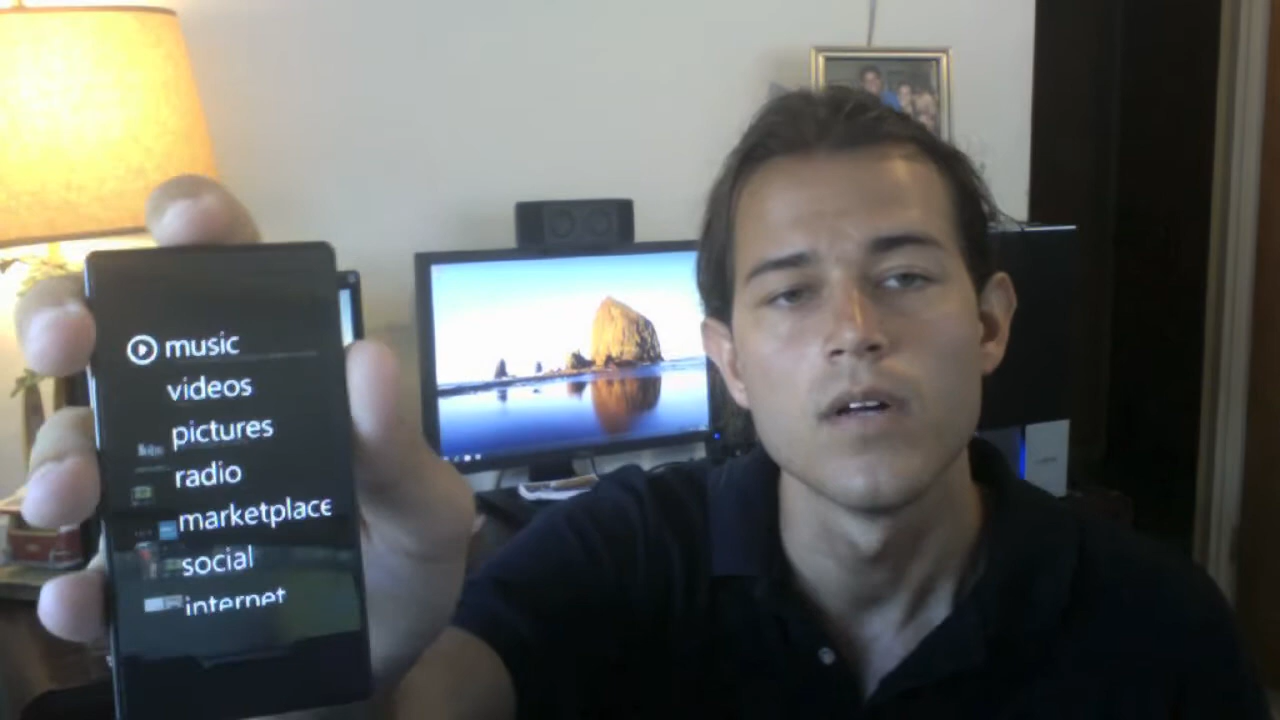 music
videos
pictures
radio
marketplace
social
internet